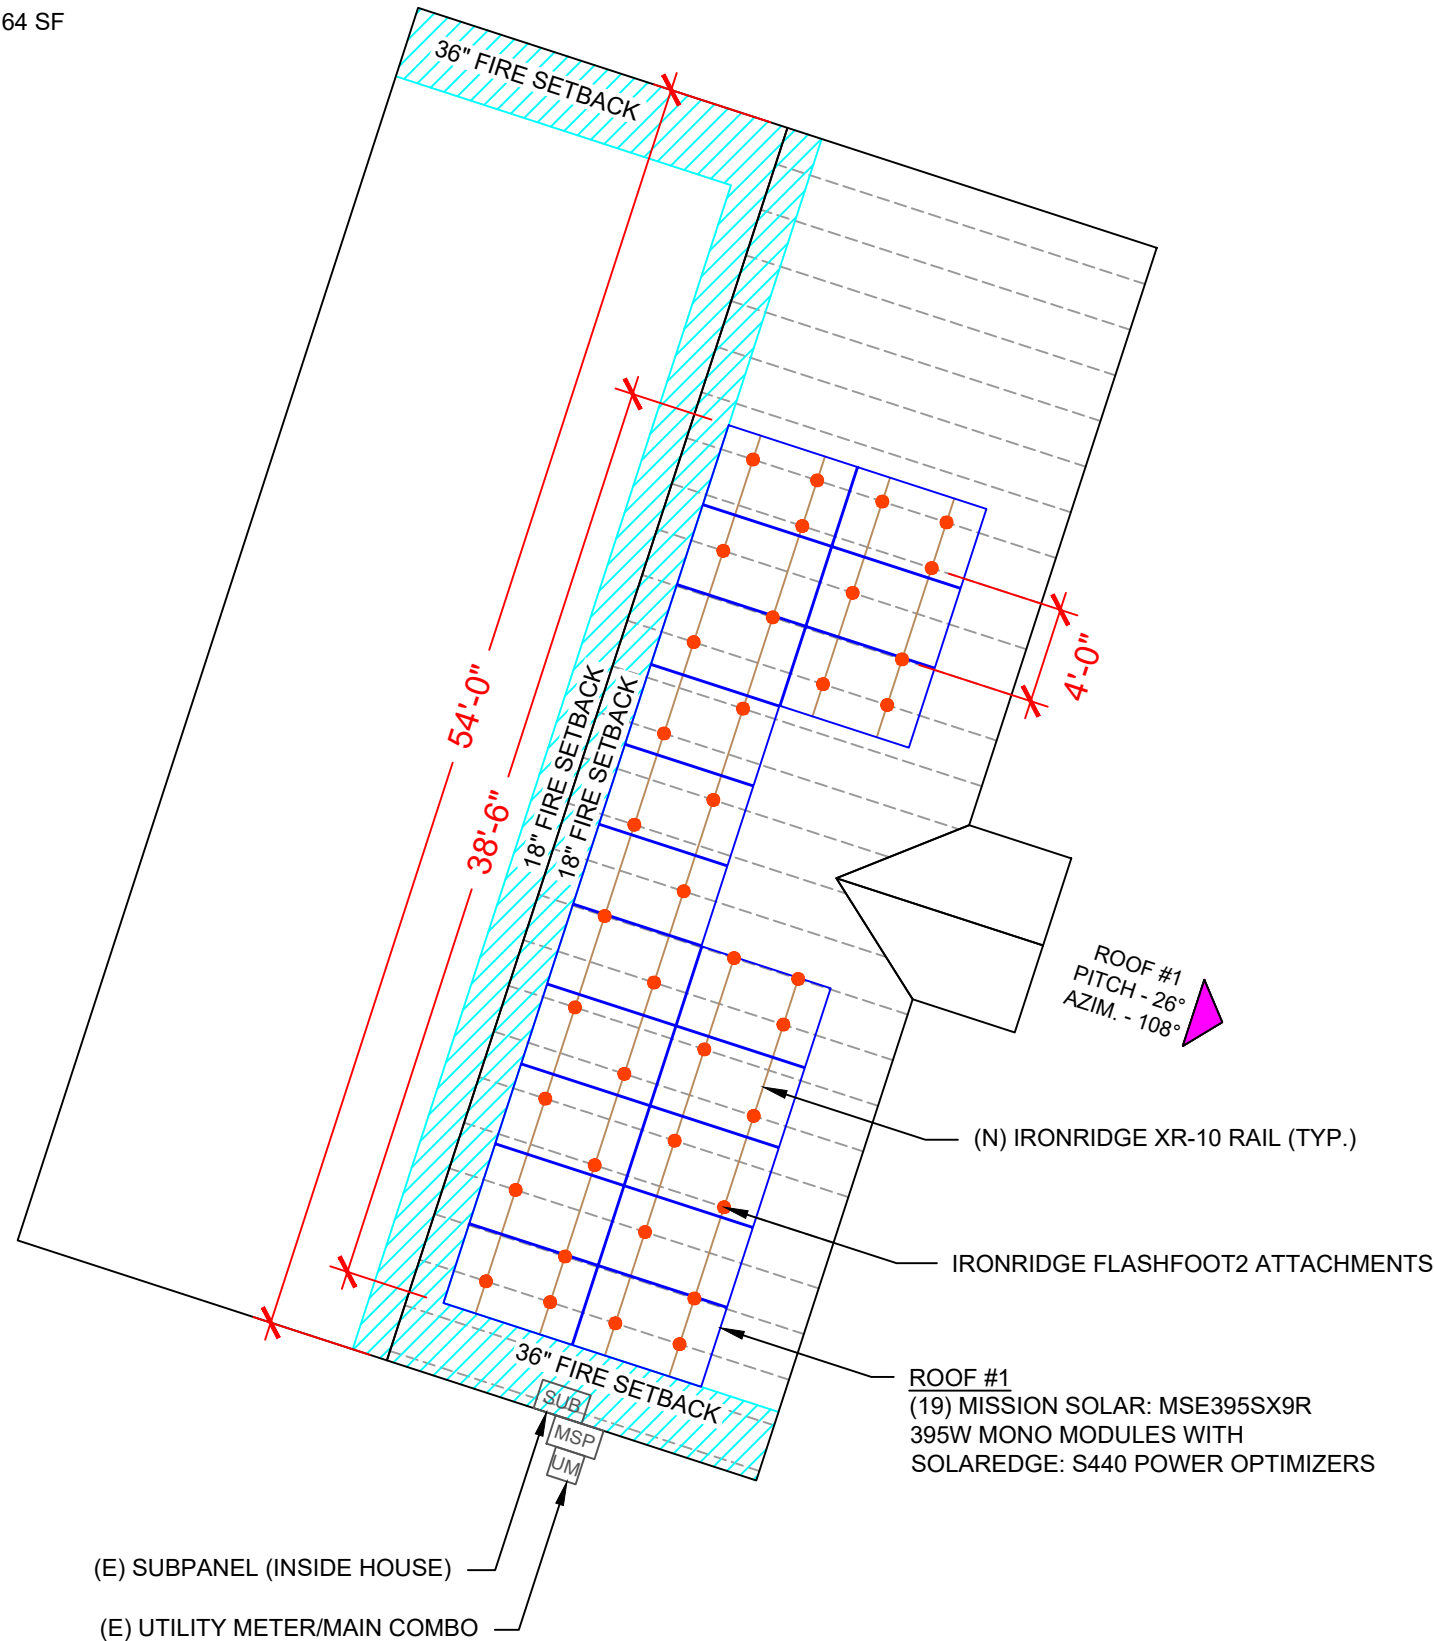 64 SF
36" FIRE SETBACK
54'-0"
38'-6"
18" FIRE SETBACK
18" FIRE SETBACK
4'-0"
ROOF #1
PITCH - 26°
AZIM. - 108°
(N) IRONRIDGE XR-10 RAIL (TYP.)
IRONRIDGE FLASHFOOT2 ATTACHMENTS
36" FIRE SETBACK
ROOF #1
(19) MISSION SOLAR: MSE395SX9R
395W MONO MODULES WITH
SOLAREDGE: S440 POWER OPTIMIZERS
SUB
MSP
UM
(E) SUBPANEL (INSIDE HOUSE)
(E) UTILITY METER/MAIN COMBO